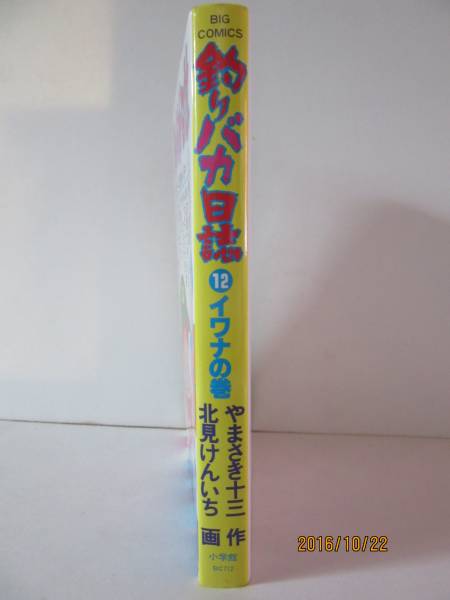 BIG
COMICS
釣りバカ日誌
12
イワナの巻
やまさき十三 作
北見けんいち 画
小学館
BIC712
2016/10/22